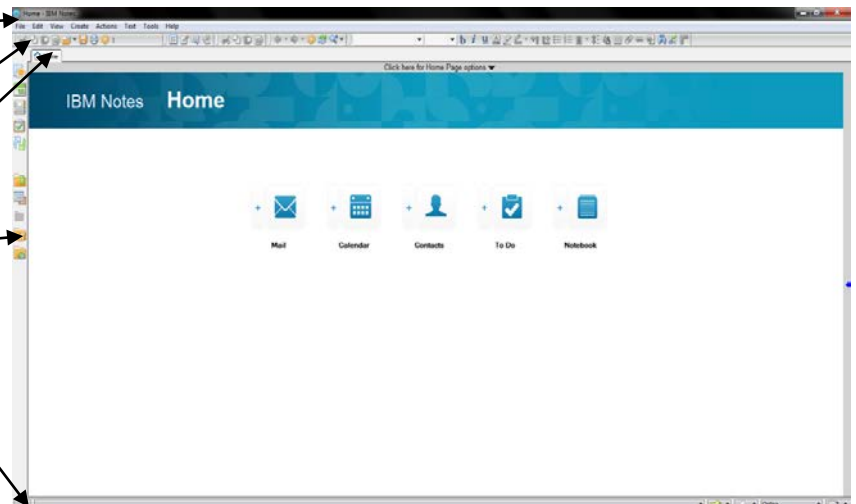 Home - IBM Notes
File Edit View Create Actions Text Tools Help
Click here for Home Page options
IBM Notes Home
Mail Calendar Contacts To Do Notebook
Online